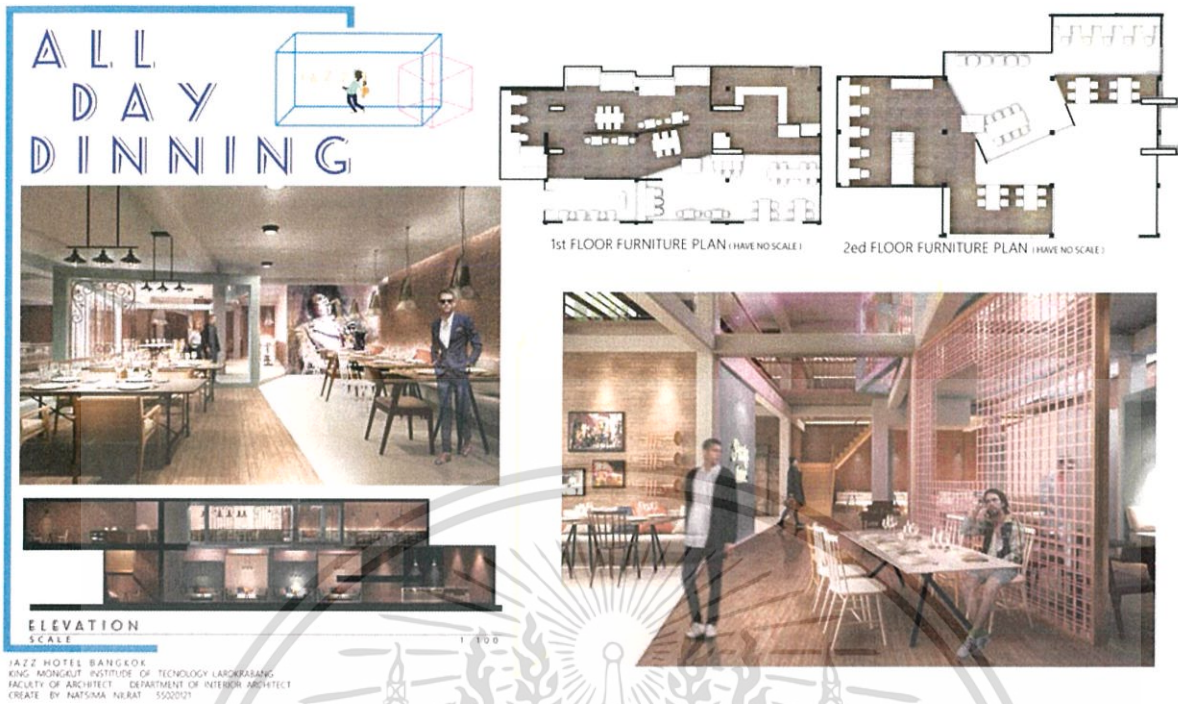 ALL
DAY
DINNING
1st FLOOR FURNITURE PLAN (HAVE NO SCALE)
2ed FLOOR FURNITURE PLAN (HAVE NO SCALE)
ELEVATION
SCALE 1:100
JAZZ HOTEL BANGKOK
KING MONGKUT INSTITUTE OF TECNOLOGY LARDKRABANG
FACULTY OF ARCHITECT DEPARTMENT OF INTERIOR ARCHITECT
CREATE BY NATSIMA NILRAT 55020121